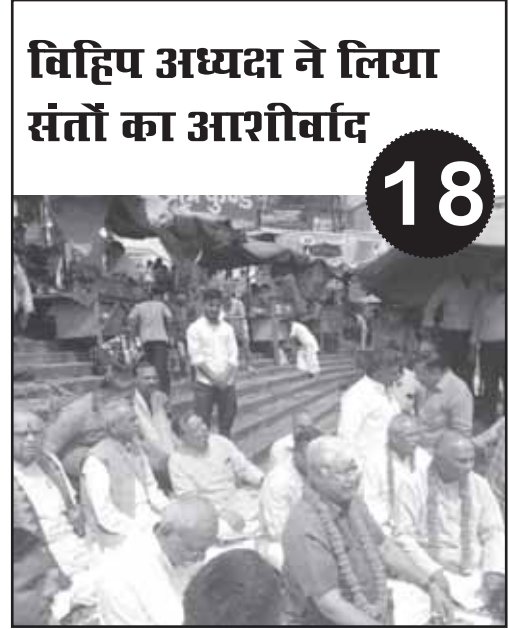 विहिप अध्यक्ष ने लिया
संतों का आशीर्वाद
18